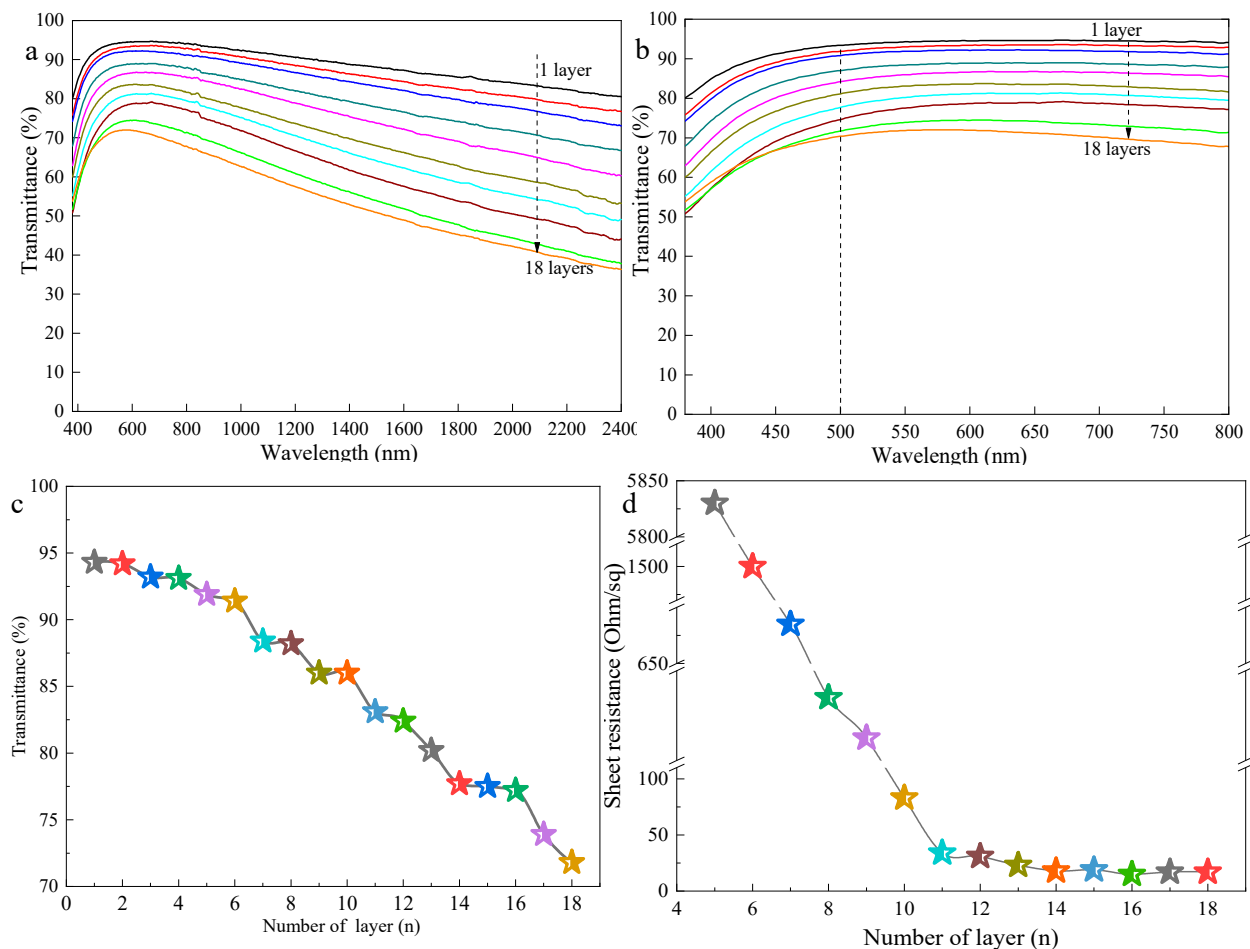 a
100
90
80
70
60
50
40
30
20
10
0
Transmittance (%)
1 layer
18 layers
400 600 800 1000 1200 1400 1600 1800 2000 2200 2400
Wavelength (nm)
b
100
90
80
70
60
50
40
30
20
10
0
Transmittance (%)
1 layer
18 layers
400 450 500 550 600 650 700 750 800
Wavelength (nm)
c
100
95
90
85
80
75
70
Transmittance (%)
0 2 4 6 8 10 12 14 16 18
Number of layer (n)
d
5850
5800
1500
650
100
50
25
0
Sheet resistance (Ohm/sq)
4 6 8 10 12 14 16 18
Number of layer (n)